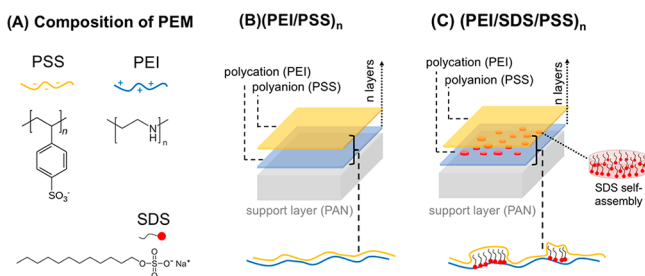 (A) Composition of PEM
PSS
PEI
- - -
+ + +
n
SO₃⁻
N
H
n
SDS
O
O
S
O⁻ Na⁺
O
(B)(PEI/PSS)n
polycation (PEI)
polyanion (PSS)
n layers
support layer (PAN)
(C) (PEI/SDS/PSS)n
polycation (PEI)
polyanion (PSS)
n layers
support layer (PAN)
SDS self-
assembly